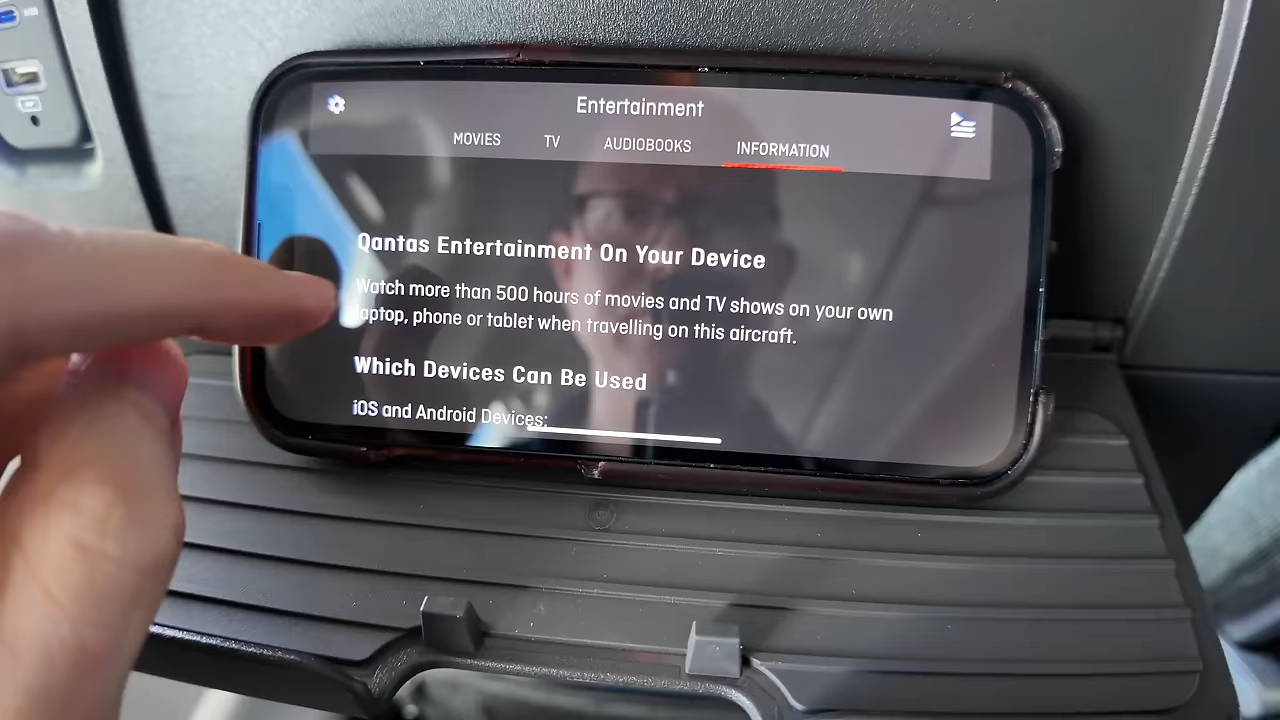 Entertainment
MOVIES TV AUDIOBOOKS INFORMATION
Qantas Entertainment On Your Device
Watch more than 500 hours of movies and TV shows on your own
laptop, phone or tablet when travelling on this aircraft.
Which Devices Can Be Used
iOS and Android Devices: